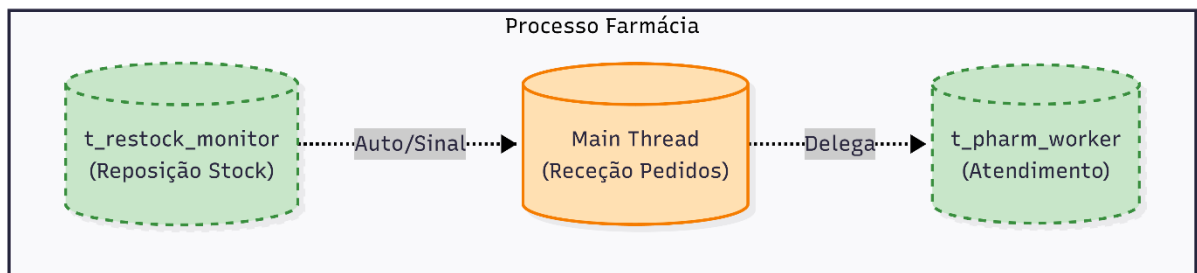 Processo Farmácia
t_restock_monitor
(Reposição Stock)
Auto/Sinal
Main Thread
(Receção Pedidos)
Delega
t_pharm_worker
(Atendimento)